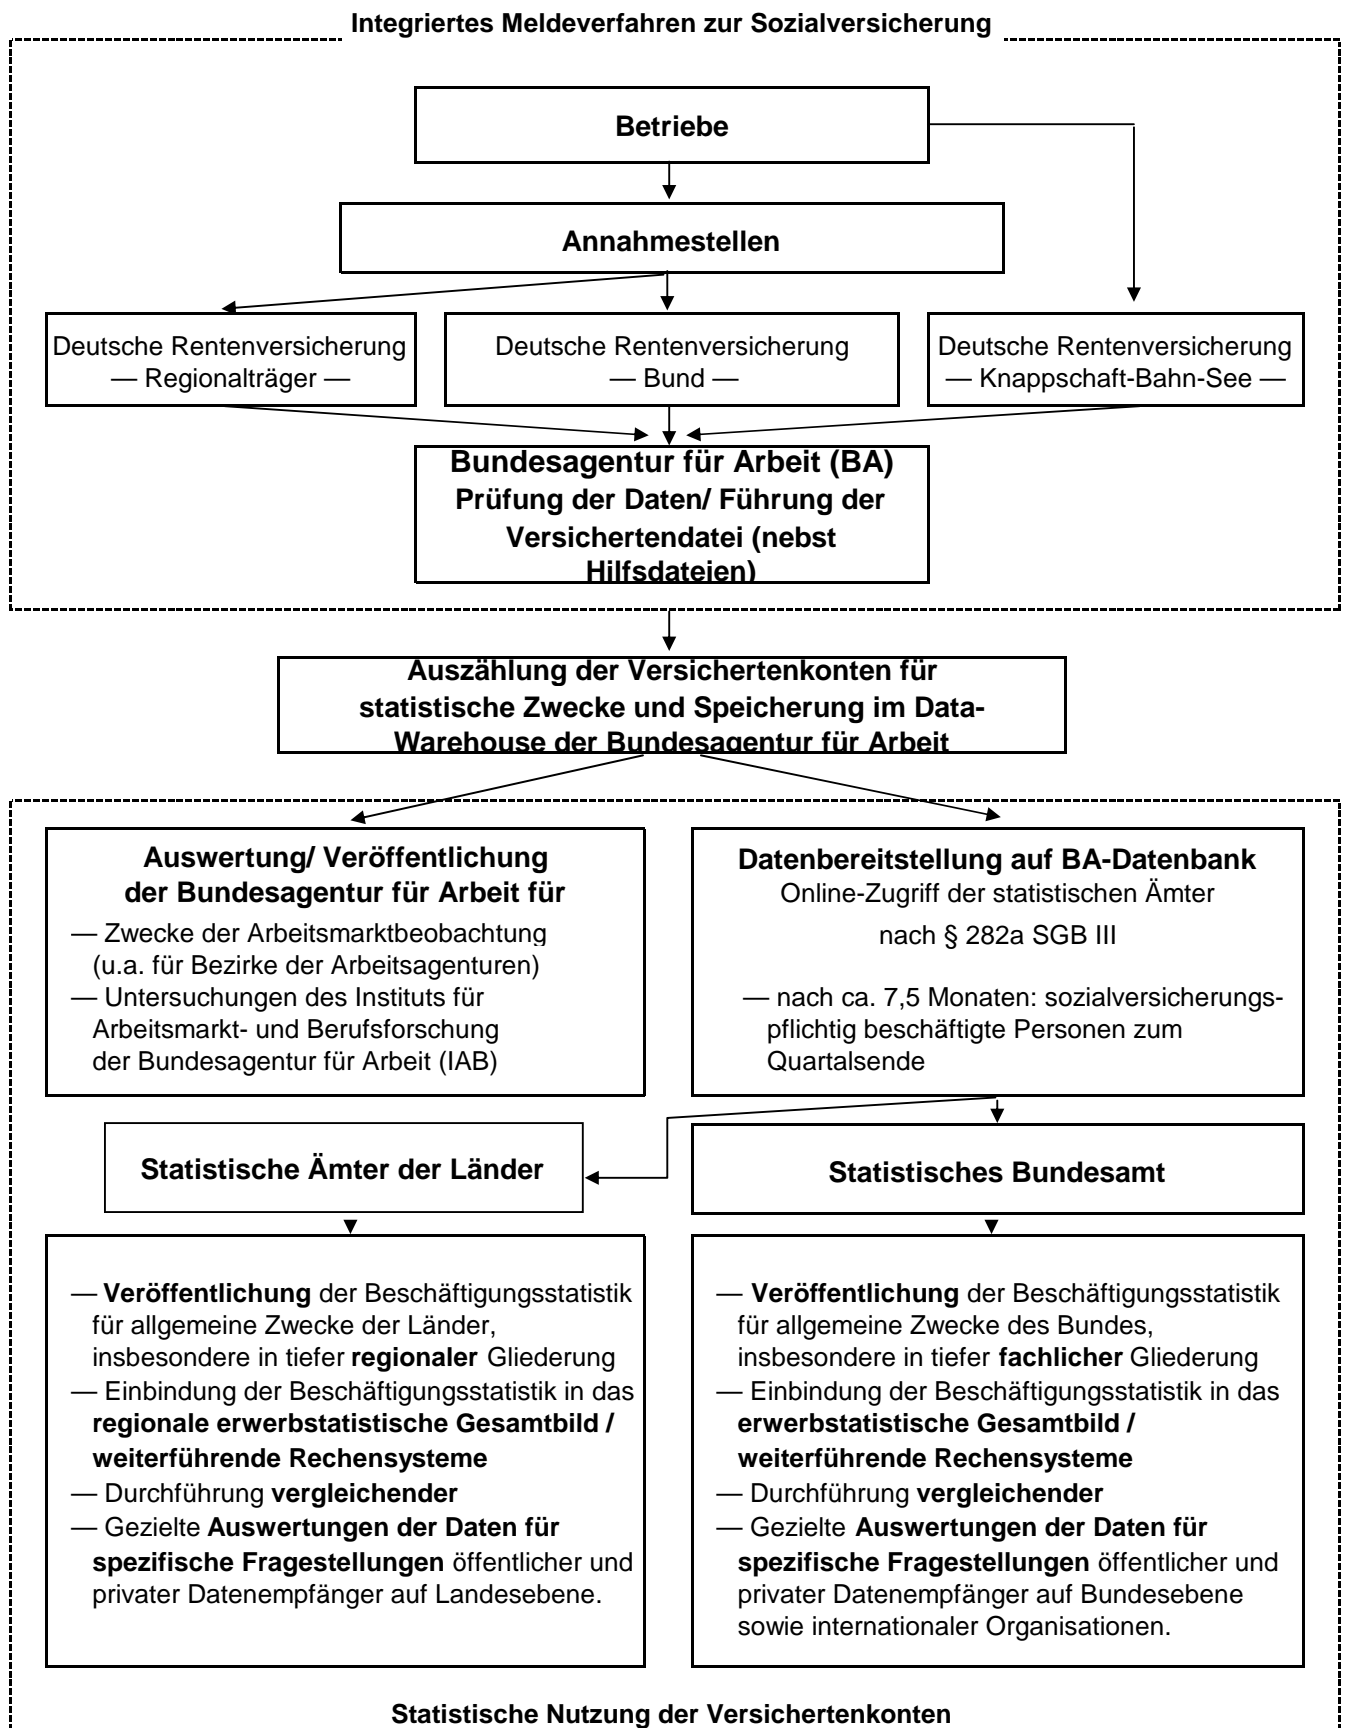 Integriertes Meldeverfahren zur Sozialversicherung
Betriebe
Annahmestellen
Deutsche Rentenversicherung
— Regionalträger —
Deutsche Rentenversicherung
— Bund —
Deutsche Rentenversicherung
— Knappschaft-Bahn-See —
Bundesagentur für Arbeit (BA)
Prüfung der Daten/ Führung der
Versichertendatei (nebst
Hilfsdateien)
Auszählung der Versichertenkonten für
statistische Zwecke und Speicherung im Data-
Warehouse der Bundesagentur für Arbeit
Auswertung/ Veröffentlichung
der Bundesagentur für Arbeit für
— Zwecke der Arbeitsmarktbeobachtung
(u.a. für Bezirke der Arbeitsagenturen)
— Untersuchungen des Instituts für
Arbeitsmarkt- und Berufsforschung
der Bundesagentur für Arbeit (IAB)
Datenbereitstellung auf BA-Datenbank
Online-Zugriff der statistischen Ämter
nach § 282a SGB III
— nach ca. 7,5 Monaten: sozialversicherungs-
pflichtig beschäftigte Personen zum
Quartalsende
Statistische Ämter der Länder
Statistisches Bundesamt
— Veröffentlichung der Beschäftigungsstatistik
für allgemeine Zwecke der Länder,
insbesondere in tiefer regionaler Gliederung
— Einbindung der Beschäftigungsstatistik in das
regionale erwerbstatistische Gesamtbild /
weiterführende Rechensysteme
— Durchführung vergleichender
— Gezielte Auswertungen der Daten für
spezifische Fragestellungen öffentlicher und
privater Datenempfänger auf Landesebene.
— Veröffentlichung der Beschäftigungsstatistik
für allgemeine Zwecke des Bundes,
insbesondere in tiefer fachlicher Gliederung
— Einbindung der Beschäftigungsstatistik in das
erwerbstatistische Gesamtbild /
weiterführende Rechensysteme
— Durchführung vergleichender
— Gezielte Auswertungen der Daten für
spezifische Fragestellungen öffentlicher und
privater Datenempfänger auf Bundesebene
sowie internationaler Organisationen.
Statistische Nutzung der Versichertenkonten